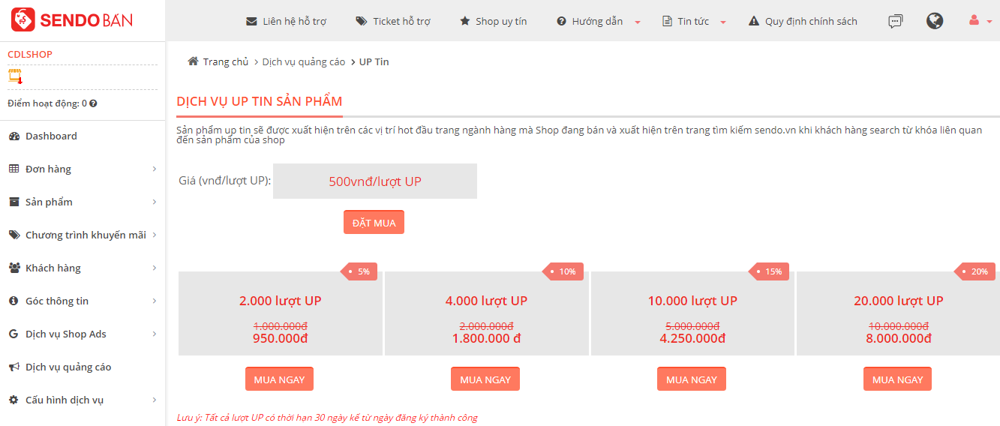 SENDO BÁN
Liên hệ hỗ trợ
Ticket hỗ trợ
Shop uy tín
Hướng dẫn
Tin tức
Quy định chính sách
CDLSHOP
Điểm hoạt động: 0
Dashboard
Đơn hàng
Sản phẩm
Chương trình khuyến mãi
Khách hàng
Góc thông tin
Dịch vụ Shop Ads
Dịch vụ quảng cáo
Cấu hình dịch vụ
Trang chủ > Dịch vụ quảng cáo > UP Tin
DỊCH VỤ UP TIN SẢN PHẨM
Sản phẩm up tin sẽ được xuất hiện trên các vị trí hot đầu trang ngành hàng mà Shop đang bán và xuất hiện trên trang tìm kiếm sendo.vn khi khách hàng search từ khóa liên quan
đến sản phẩm của shop
Giá (vnđ/lượt UP): 500vnđ/lượt UP
ĐẶT MUA
5%
2.000 lượt UP
1.000.000đ
950.000đ
MUA NGAY
10%
4.000 lượt UP
2.000.000đ
1.800.000 đ
MUA NGAY
15%
10.000 lượt UP
5.000.000đ
4.250.000đ
MUA NGAY
20%
20.000 lượt UP
10.000.000đ
8.000.000đ
MUA NGAY
Lưu ý: Tất cả lượt UP có thời hạn 30 ngày kể từ ngày đăng ký thành công